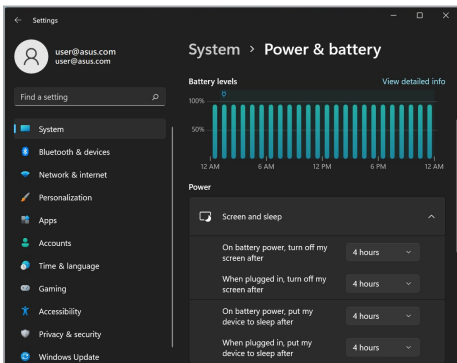 Settings
user@asus.com
user@asus.com
Find a setting
System
Bluetooth & devices
Network & internet
Personalization
Apps
Accounts
Time & language
Gaming
Accessibility
Privacy & security
Windows Update
System > Power & battery
Battery levels
View detailed info
100%
50%
12 AM
6 AM
12 PM
6 PM
12 AM
Power
Screen and sleep
On battery power, turn off my
screen after
4 hours
When plugged in, turn off my
screen after
4 hours
On battery power, put my
device to sleep after
4 hours
When plugged in, put my
device to sleep after
4 hours